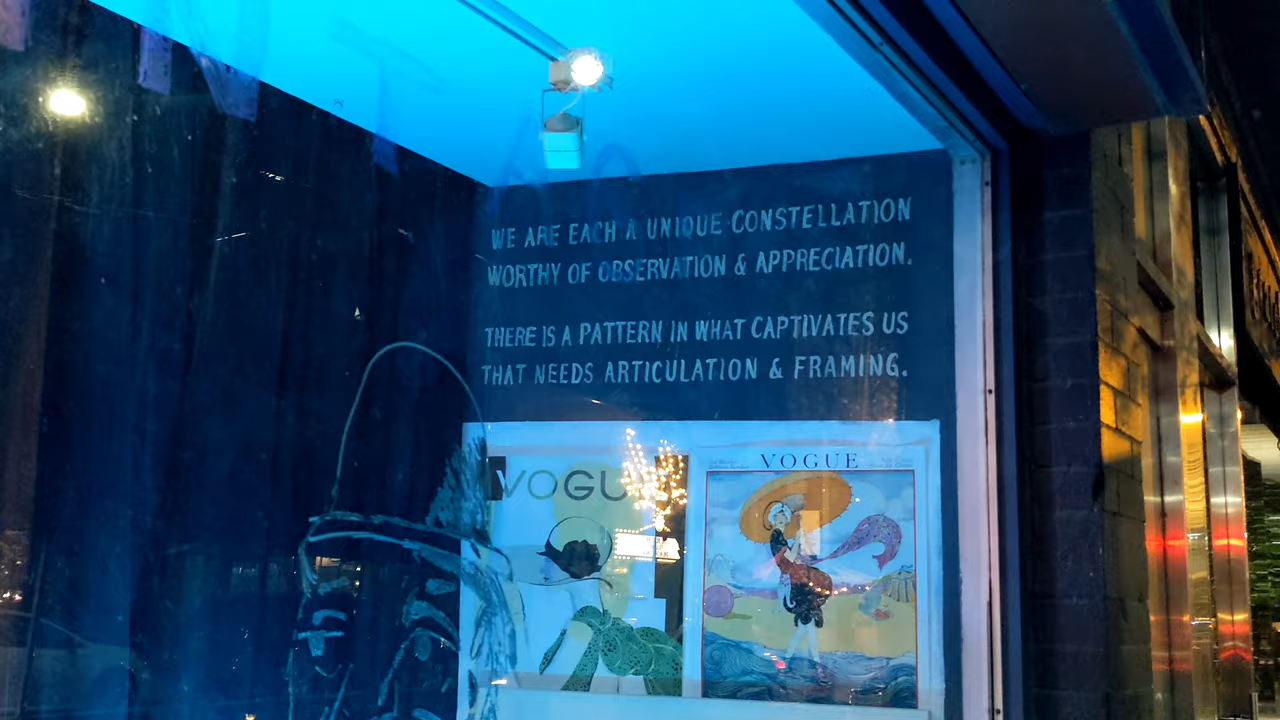 WE ARE EACH A UNIQUE CONSTELLATION
WORTHY OF OBSERVATION & APPRECIATION.
THERE IS A PATTERN IN WHAT CAPTIVATES US
THAT NEEDS ARTICULATION & FRAMING.
VOGU
VOGUE